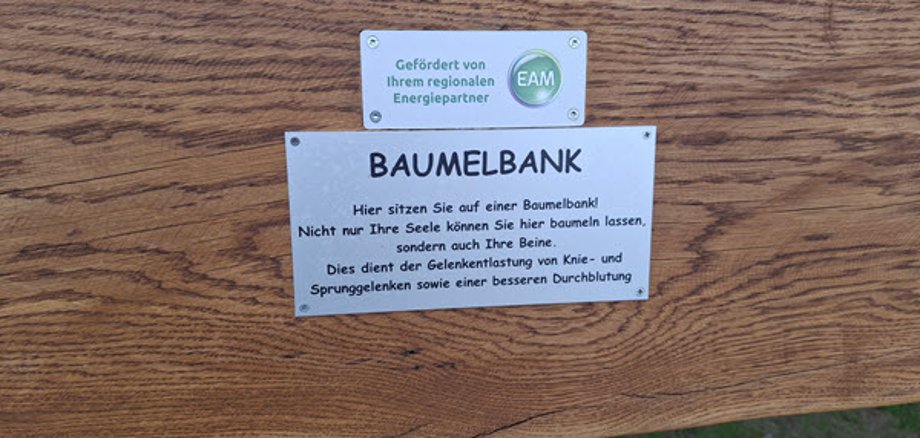 Gefördert von
Ihrem regionalen
Energiepartner
EAM
BAUMELBANK
Hier sitzen Sie auf einer Baumelbank!
Nicht nur Ihre Seele können Sie hier baumeln lassen,
sondern auch Ihre Beine.
Dies dient der Gelenkentlastung von Knie- und
Sprunggelenken sowie einer besseren Durchblutung